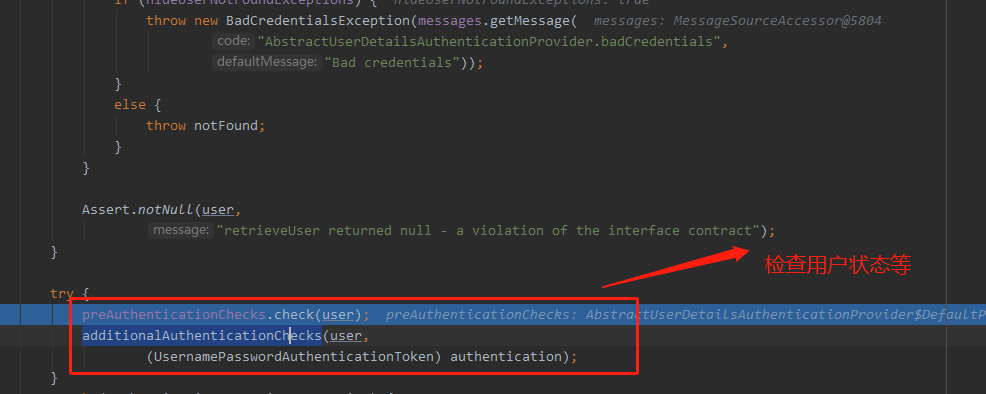 if (hideUserNotFoundExceptions) { hideUserNotFoundExceptions: true
throw new BadCredentialsException(messages.getMessage( messages: MessageSourceAccessor@5804
code: "AbstractUserDetailsAuthenticationProvider.badCredentials",
defaultMessage: "Bad credentials"));
}
else {
throw notFound;
}
}
Assert.notNull(user,
message: "retrieveUser returned null - a violation of the interface contract");
}
检查用户状态等
try {
preAuthenticationChecks.check(user); preAuthenticationChecks: AbstractUserDetailsAuthenticationProvider$DefaultP
additionalAuthenticationChecks(user,
(UsernamePasswordAuthenticationToken) authentication);
}